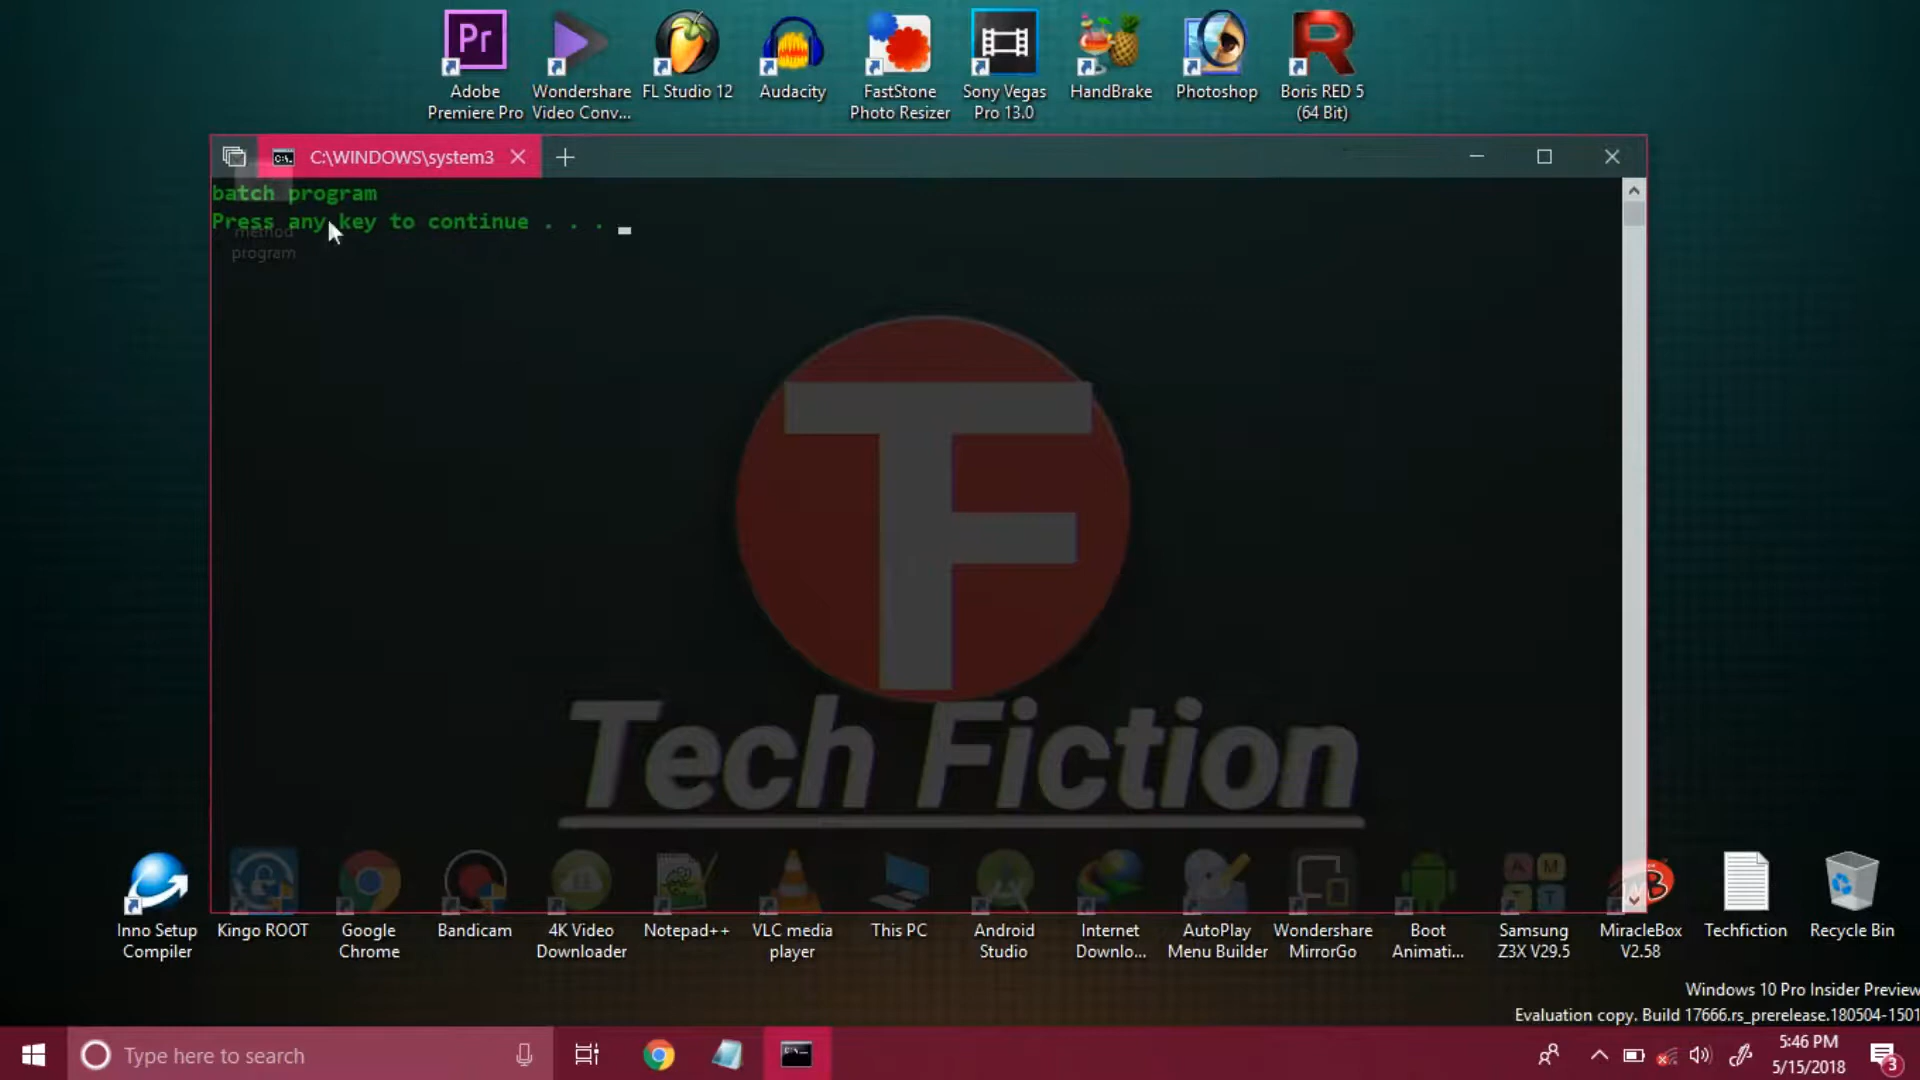 Pr
Adobe
Premiere Pro
Wondershare
Video Conv...
FL Studio 12
Audacity
FastStone
Photo Resizer
Sony Vegas
Pro 13.0
HandBrake
Photoshop
Boris RED 5
(64 Bit)
C:\WINDOWS\system3
batch program
Press any key to continue . . .
method
program
TF
Tech Fiction
Inno Setup
Compiler
Kingo ROOT
Google
Chrome
Bandicam
4K Video
Downloader
Notepad++
VLC media
player
This PC
Android
Studio
Internet
Downlo...
AutoPlay
Menu Builder
Wondershare
MirrorGo
Boot
Animati...
A M
T T
Samsung
Z3X V29.5
MiracleBox
V2.58
Techfiction
Recycle Bin
Windows 10 Pro Insider Preview
Evaluation copy. Build 17666.rs_prerelease.180504-1501
Type here to search
5:46 PM
5/15/2018
3